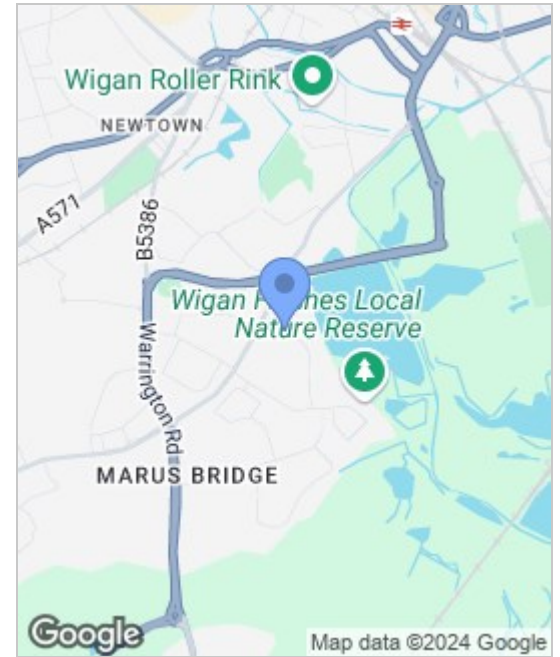 Wigan Roller Rink
NEWTOWN
A571
B5386
Wigan
Local
Nature Reserve
Warrington Rd
MARUS BRIDGE
Google
Map data ©2024 Google